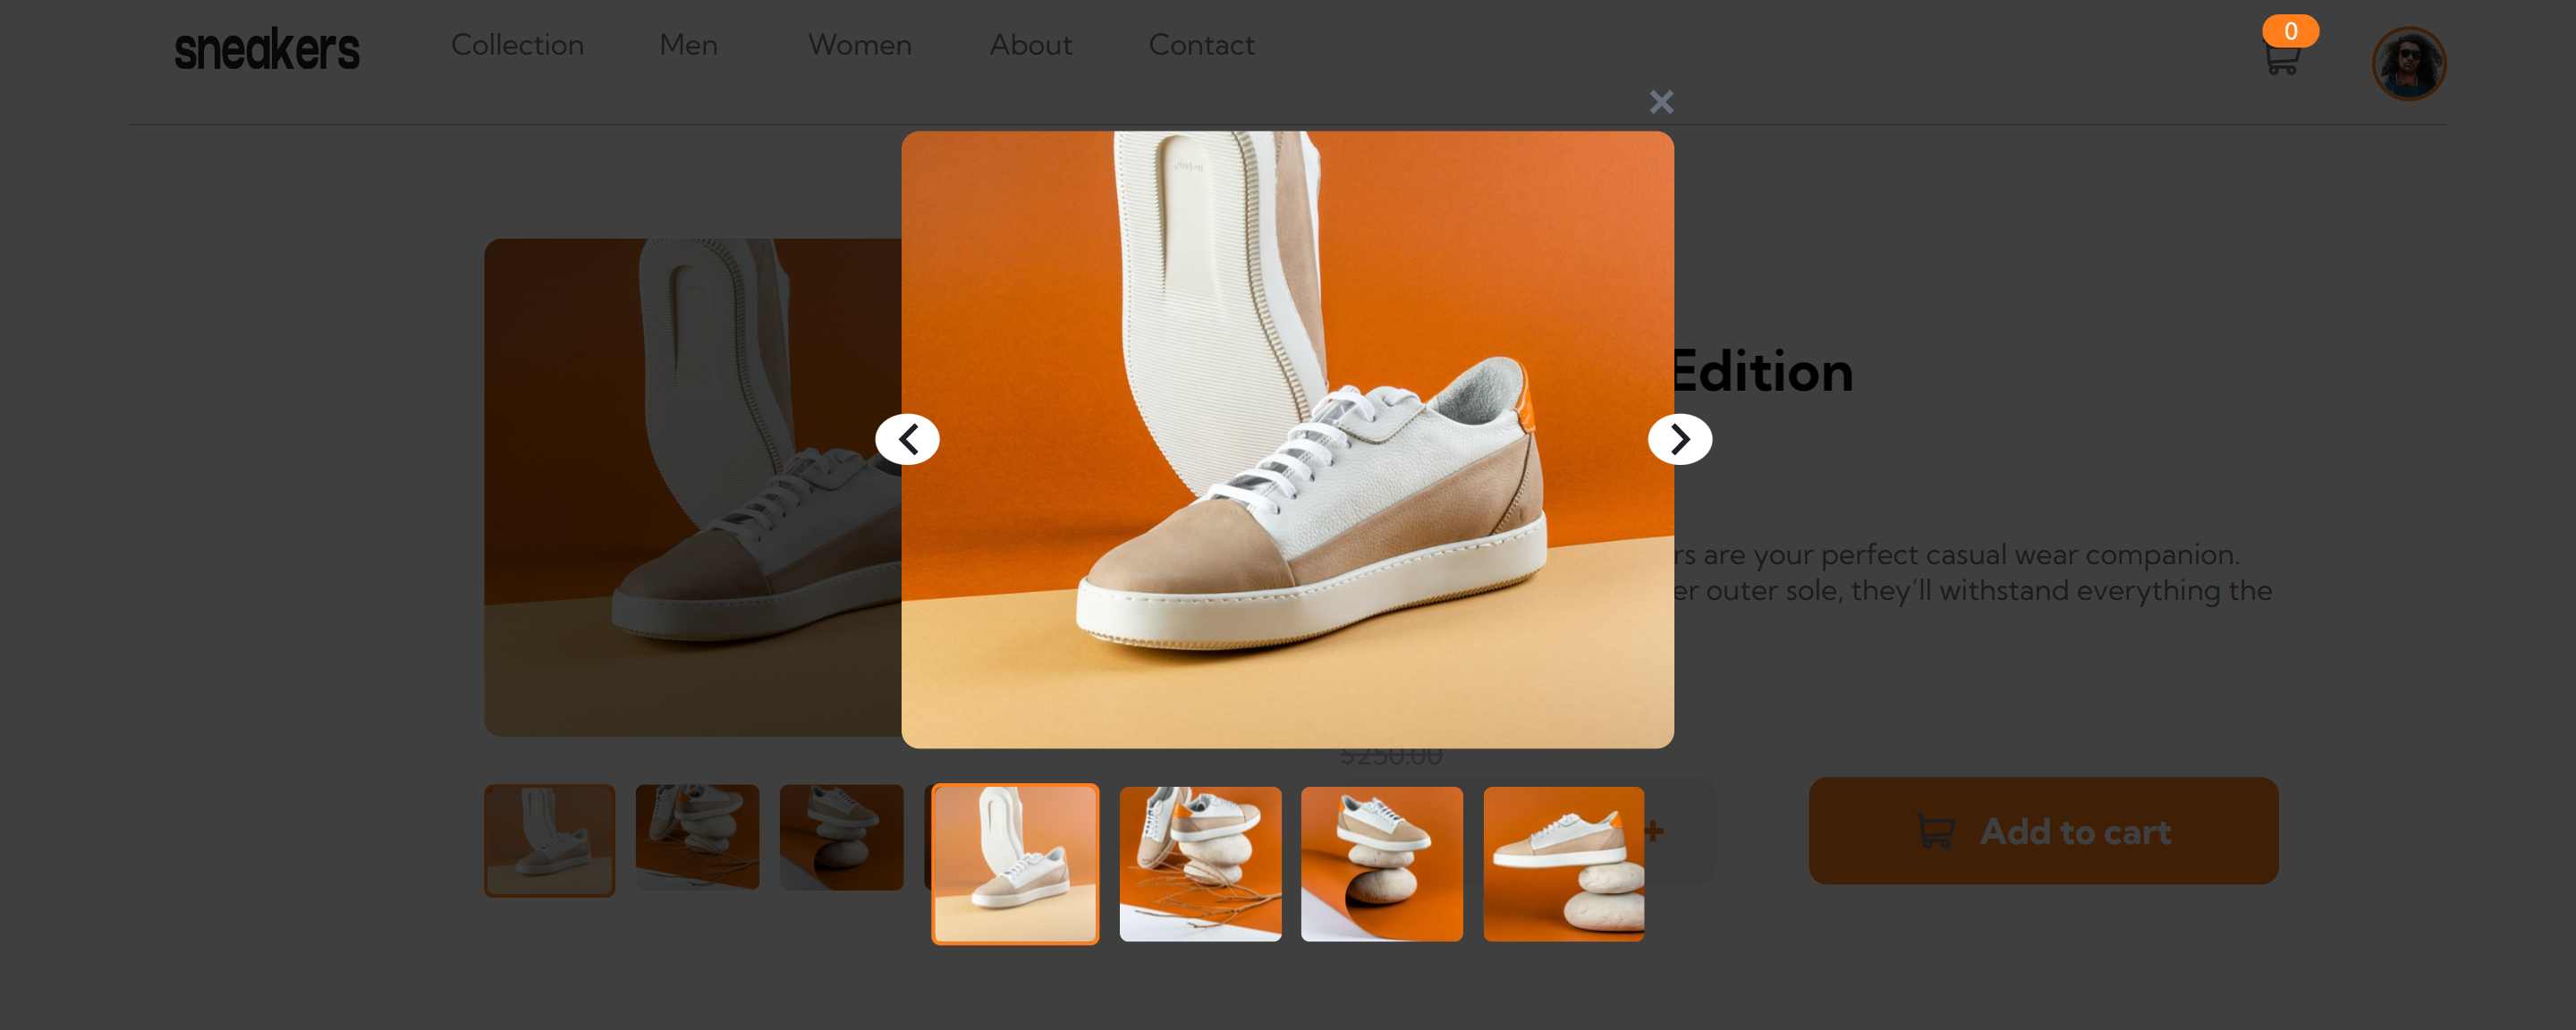 sneakers Collection Men Women About Contact 0
Edition
rs are your perfect casual wear companion.
er outer sole, they’ll withstand everything the
$250.00
+ Add to cart